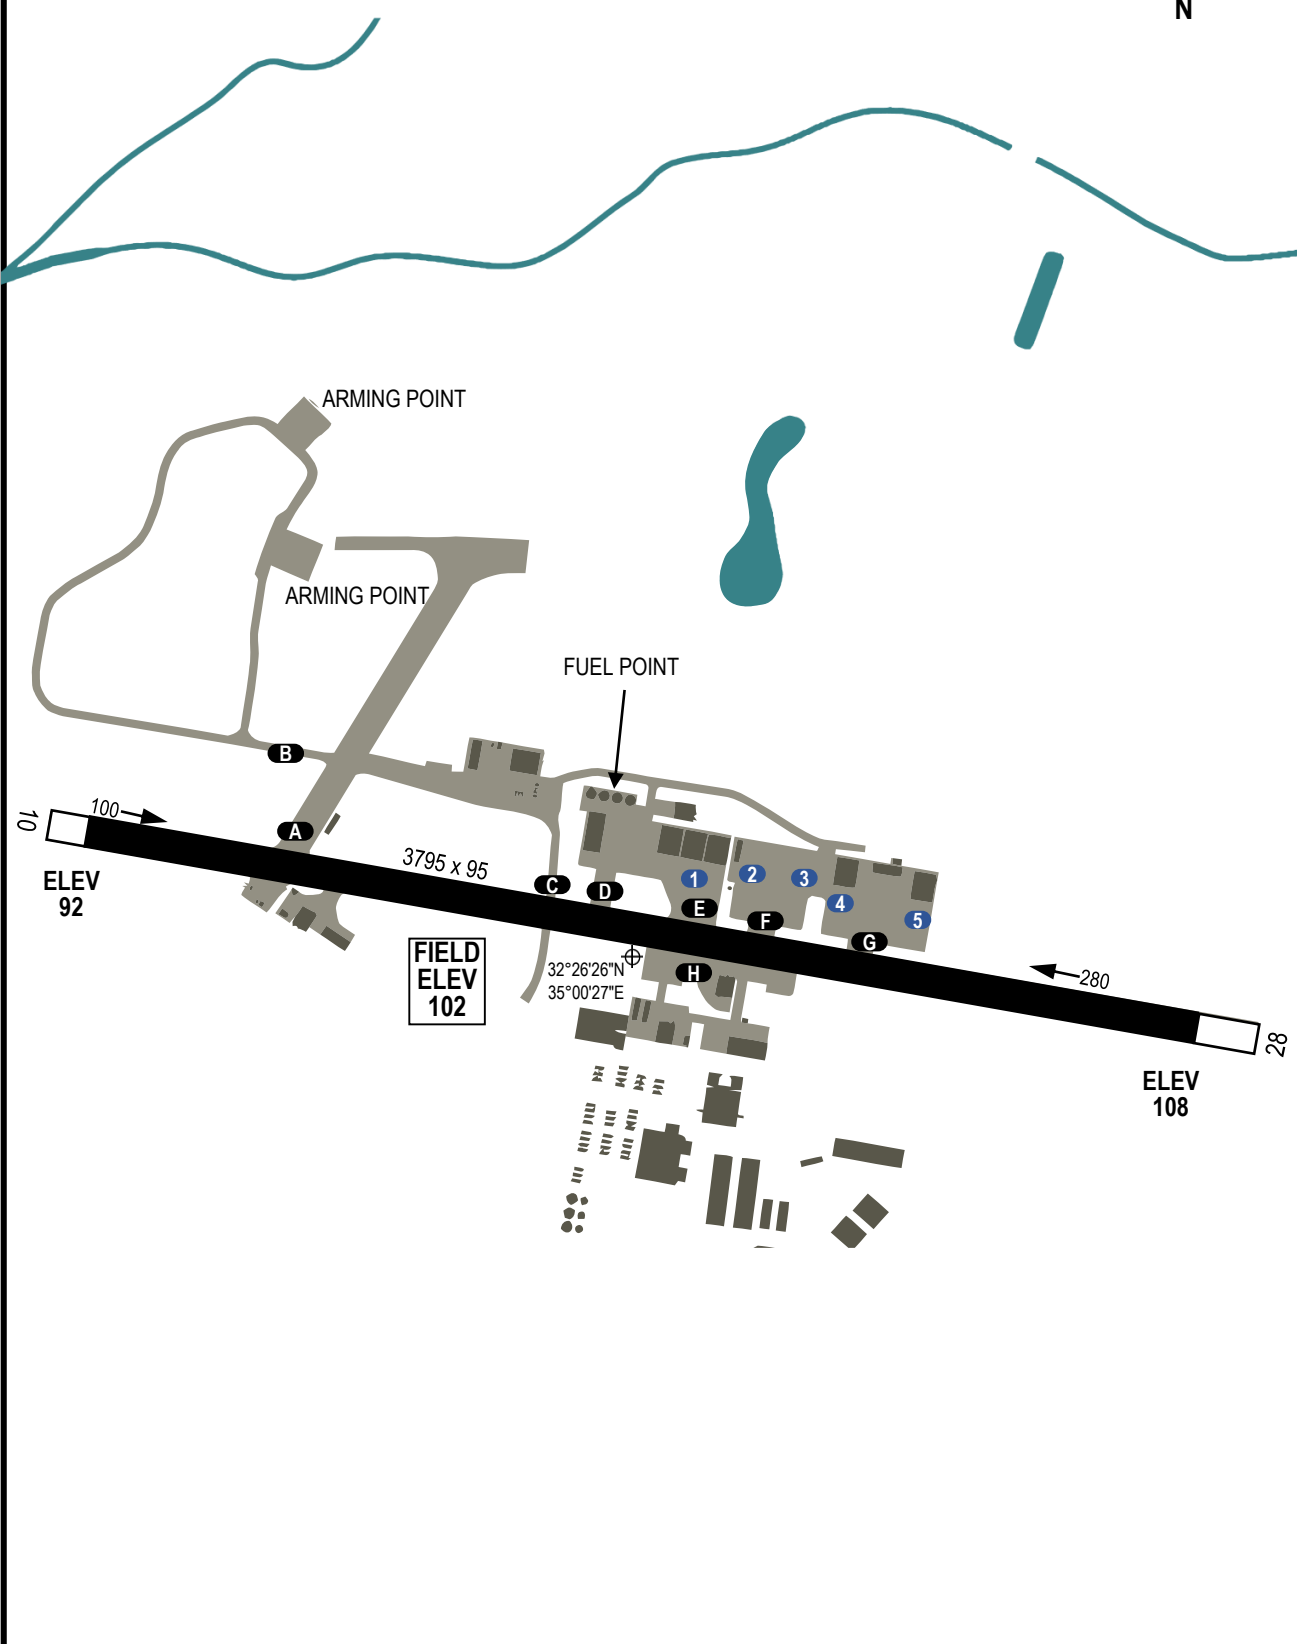 N
ARMING POINT
ARMING POINT
FUEL POINT
B
10
100
A
3795 x 95
ELEV
92
C
D
1
2
3
4
5
E
F
G
H
FIELD
ELEV
102
32°26'26"N
35°00'27"E
280
28
ELEV
108